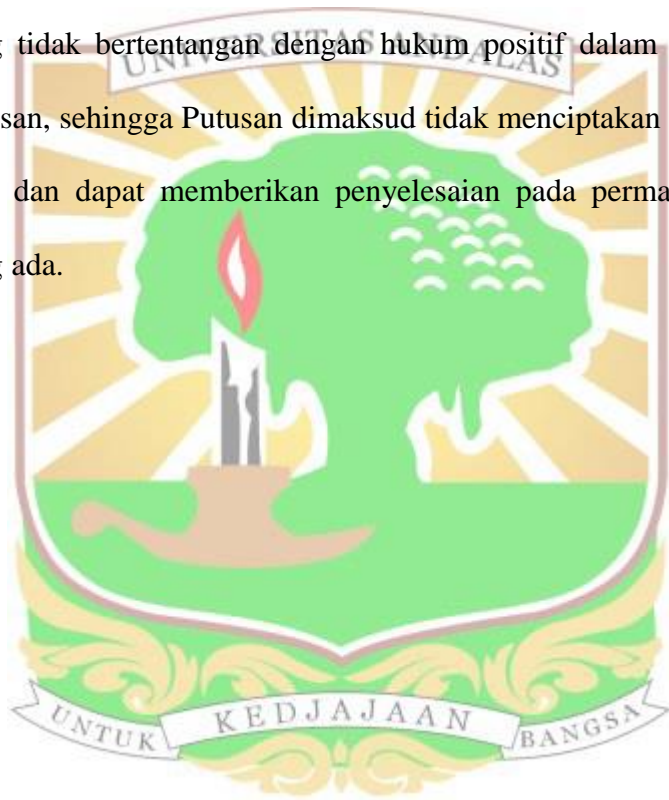 tidak bertentangan dengan hukum positif dalam
UNIVERSITAS ANDALAS
san, sehingga Putusan dimaksud tidak menciptakan
dan dapat memberikan penyelesaian pada perma
ada.
UNTUK KEDJAJAAN BANGSA